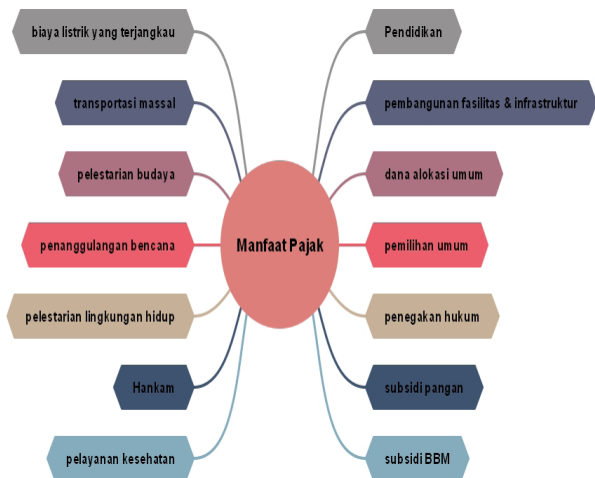 biaya listrik yang terjangkau
transportasi massal
pelestarian budaya
penanggulangan bencana
pelestarian lingkungan hidup
Hankam
pelayanan kesehatan
Manfaat Pajak
Pendidikan
pembangunan fasilitas & infrastruktur
dana alokasi umum
pemilihan umum
penegakan hukum
subsidi pangan
subsidi BBM